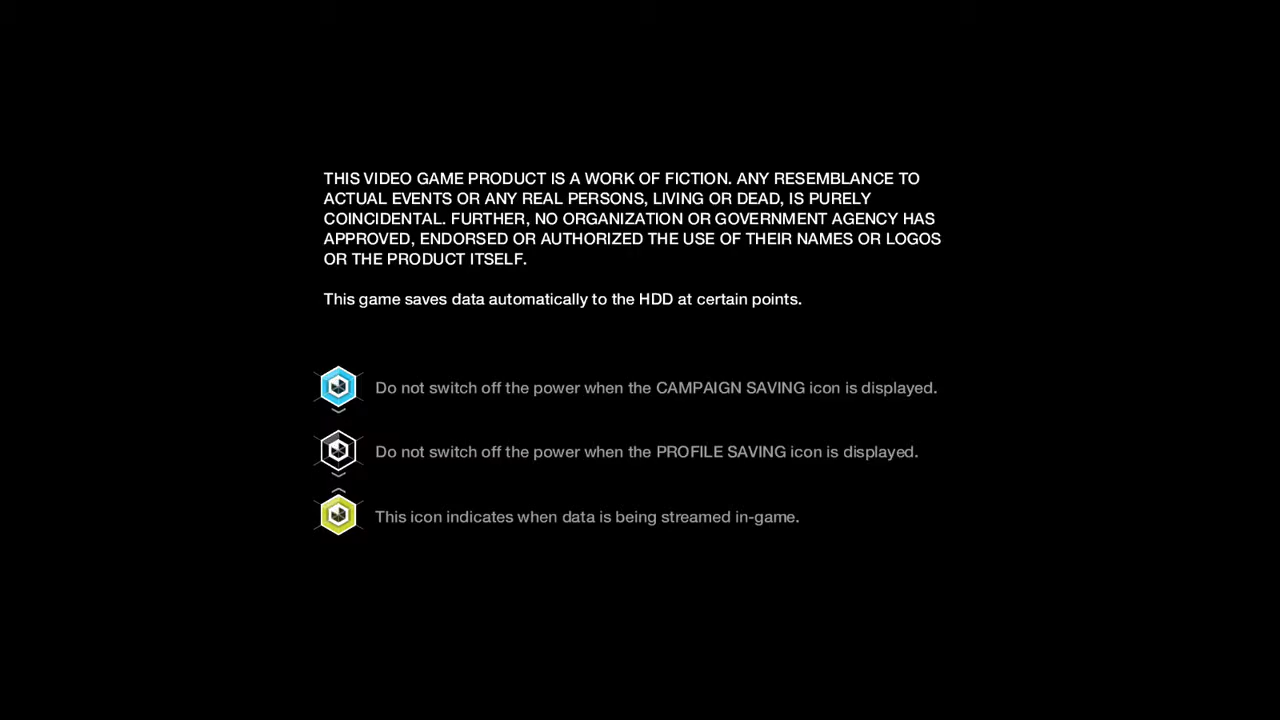 THIS VIDEO GAME PRODUCT IS A WORK OF FICTION. ANY RESEMBLANCE TO
ACTUAL EVENTS OR ANY REAL PERSONS, LIVING OR DEAD, IS PURELY
COINCIDENTAL. FURTHER, NO ORGANIZATION OR GOVERNMENT AGENCY HAS
APPROVED, ENDORSED OR AUTHORIZED THE USE OF THEIR NAMES OR LOGOS
OR THE PRODUCT ITSELF.
This game saves data automatically to the HDD at certain points.
Do not switch off the power when the CAMPAIGN SAVING icon is displayed.
Do not switch off the power when the PROFILE SAVING icon is displayed.
This icon indicates when data is being streamed in-game.